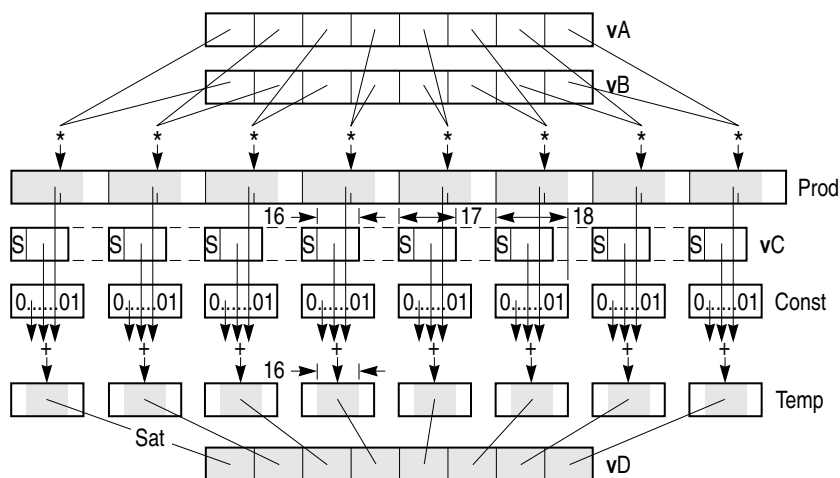 vA
vB
* * * * * * * *
Prod
16 17 18
S S S S S S S S vC
0......01 0......01 0......01 0......01 0......01 0......01 0......01 0......01 Const
+ + + + + + + +
16
Temp
Sat
vD